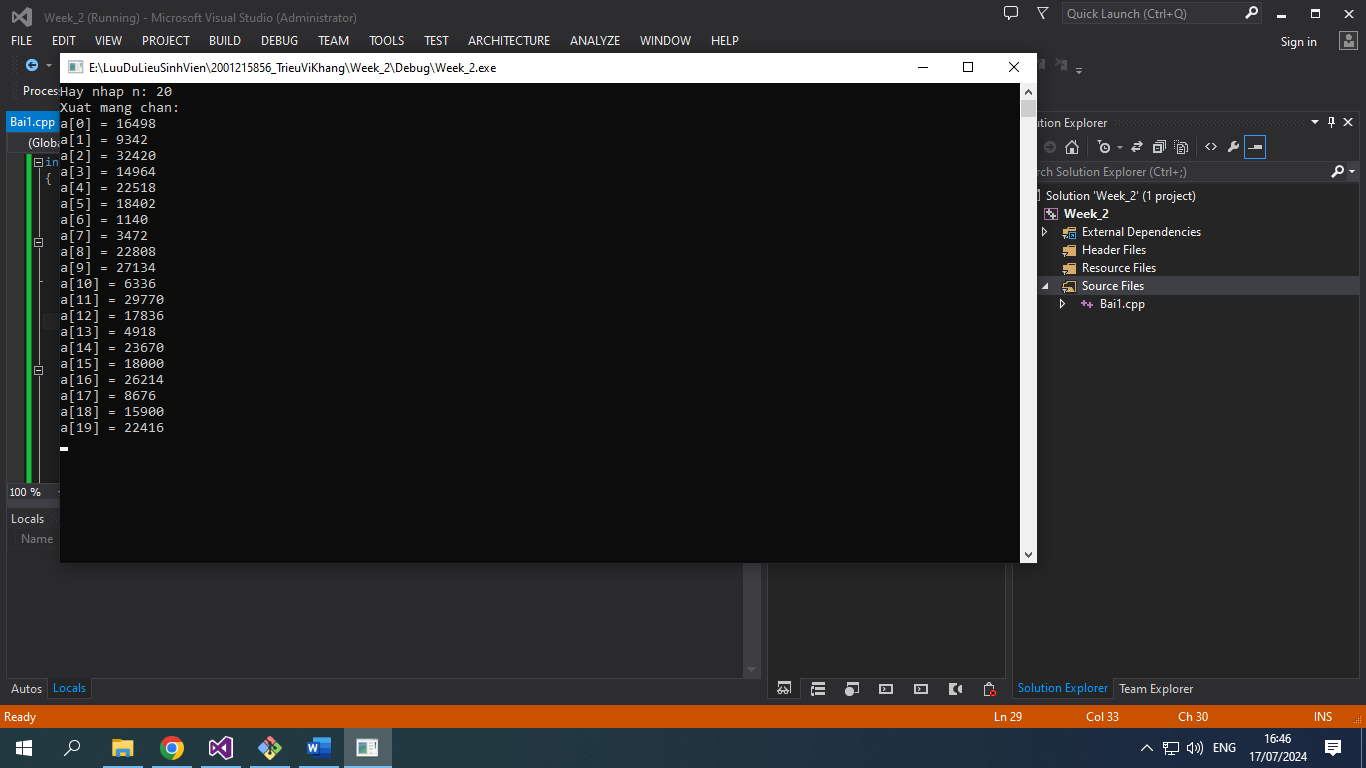 Week_2 (Running) - Microsoft Visual Studio (Administrator)
Quick Launch (Ctrl+Q)
FILE EDIT VIEW PROJECT BUILD DEBUG TEAM TOOLS TEST ARCHITECTURE ANALYZE WINDOW HELP
Sign in
E:\LuuDuLieuSinhVien\2001215856_TrieuViKhang\Week_2\Debug\Week_2.exe
Hay nhap n: 20
Xuat mang chan:
a[0] = 16498
a[1] = 9342
a[2] = 32420
a[3] = 14964
a[4] = 22518
a[5] = 18402
a[6] = 1140
a[7] = 3472
a[8] = 22808
a[9] = 27134
a[10] = 6336
a[11] = 29770
a[12] = 17836
a[13] = 4918
a[14] = 23670
a[15] = 18000
a[16] = 26214
a[17] = 8676
a[18] = 15900
a[19] = 22416
Bai1.cpp
{
100 %
Locals
Name
Autos Locals
Explorer
Solution Explorer (Ctrl+;)
Solution 'Week_2' (1 project)
Week_2
External Dependencies
Header Files
Resource Files
Source Files
Bai1.cpp
Solution Explorer Team Explorer
Ready Ln 29 Col 33 Ch 30 INS
ENG
16:46
17/07/2024